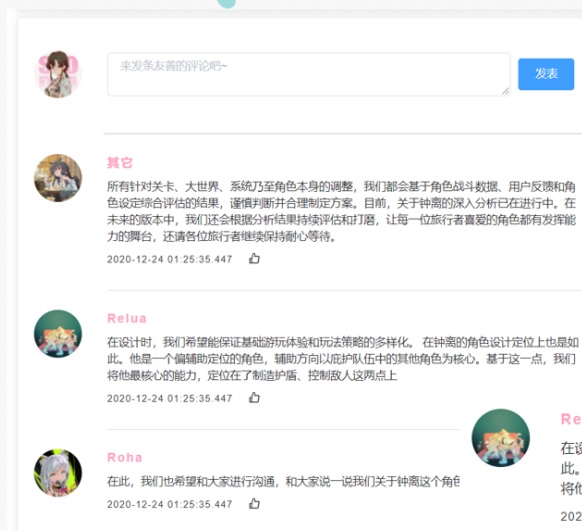 来发条友善的评论吧~
发表
其它
所有针对关卡、大世界、系统乃至角色本身的调整，我们都会基于角色战斗数据、用户反馈和角
色设定综合评估的结果，谨慎判断并合理制定方案。目前，关于钟离的深入分析已在进行中。在
未来的版本中，我们还会根据分析结果持续评估和打磨，让每一位旅行者喜爱的角色都有发挥能
力的舞台，还请各位旅行者继续保持耐心等待。
2020-12-24 01:25:35.447
Relua
在设计时，我们希望能保证基础游玩体验和玩法策略的多样化。 在钟离的角色设计定位上也是如
此。他是一个偏辅助定位的角色，辅助方向以庇护队伍中的其他角色为核心。基于这一点，我们
将他最核心的能力，定位在了制造护盾、控制敌人这两点上
2020-12-24 01:25:35.447
Roha
在此，我们也希望和大家进行沟通，和大家说一说我们关于钟离这个角色
2020-12-24 01:25:35.447
Re
在设
此。
将他
202